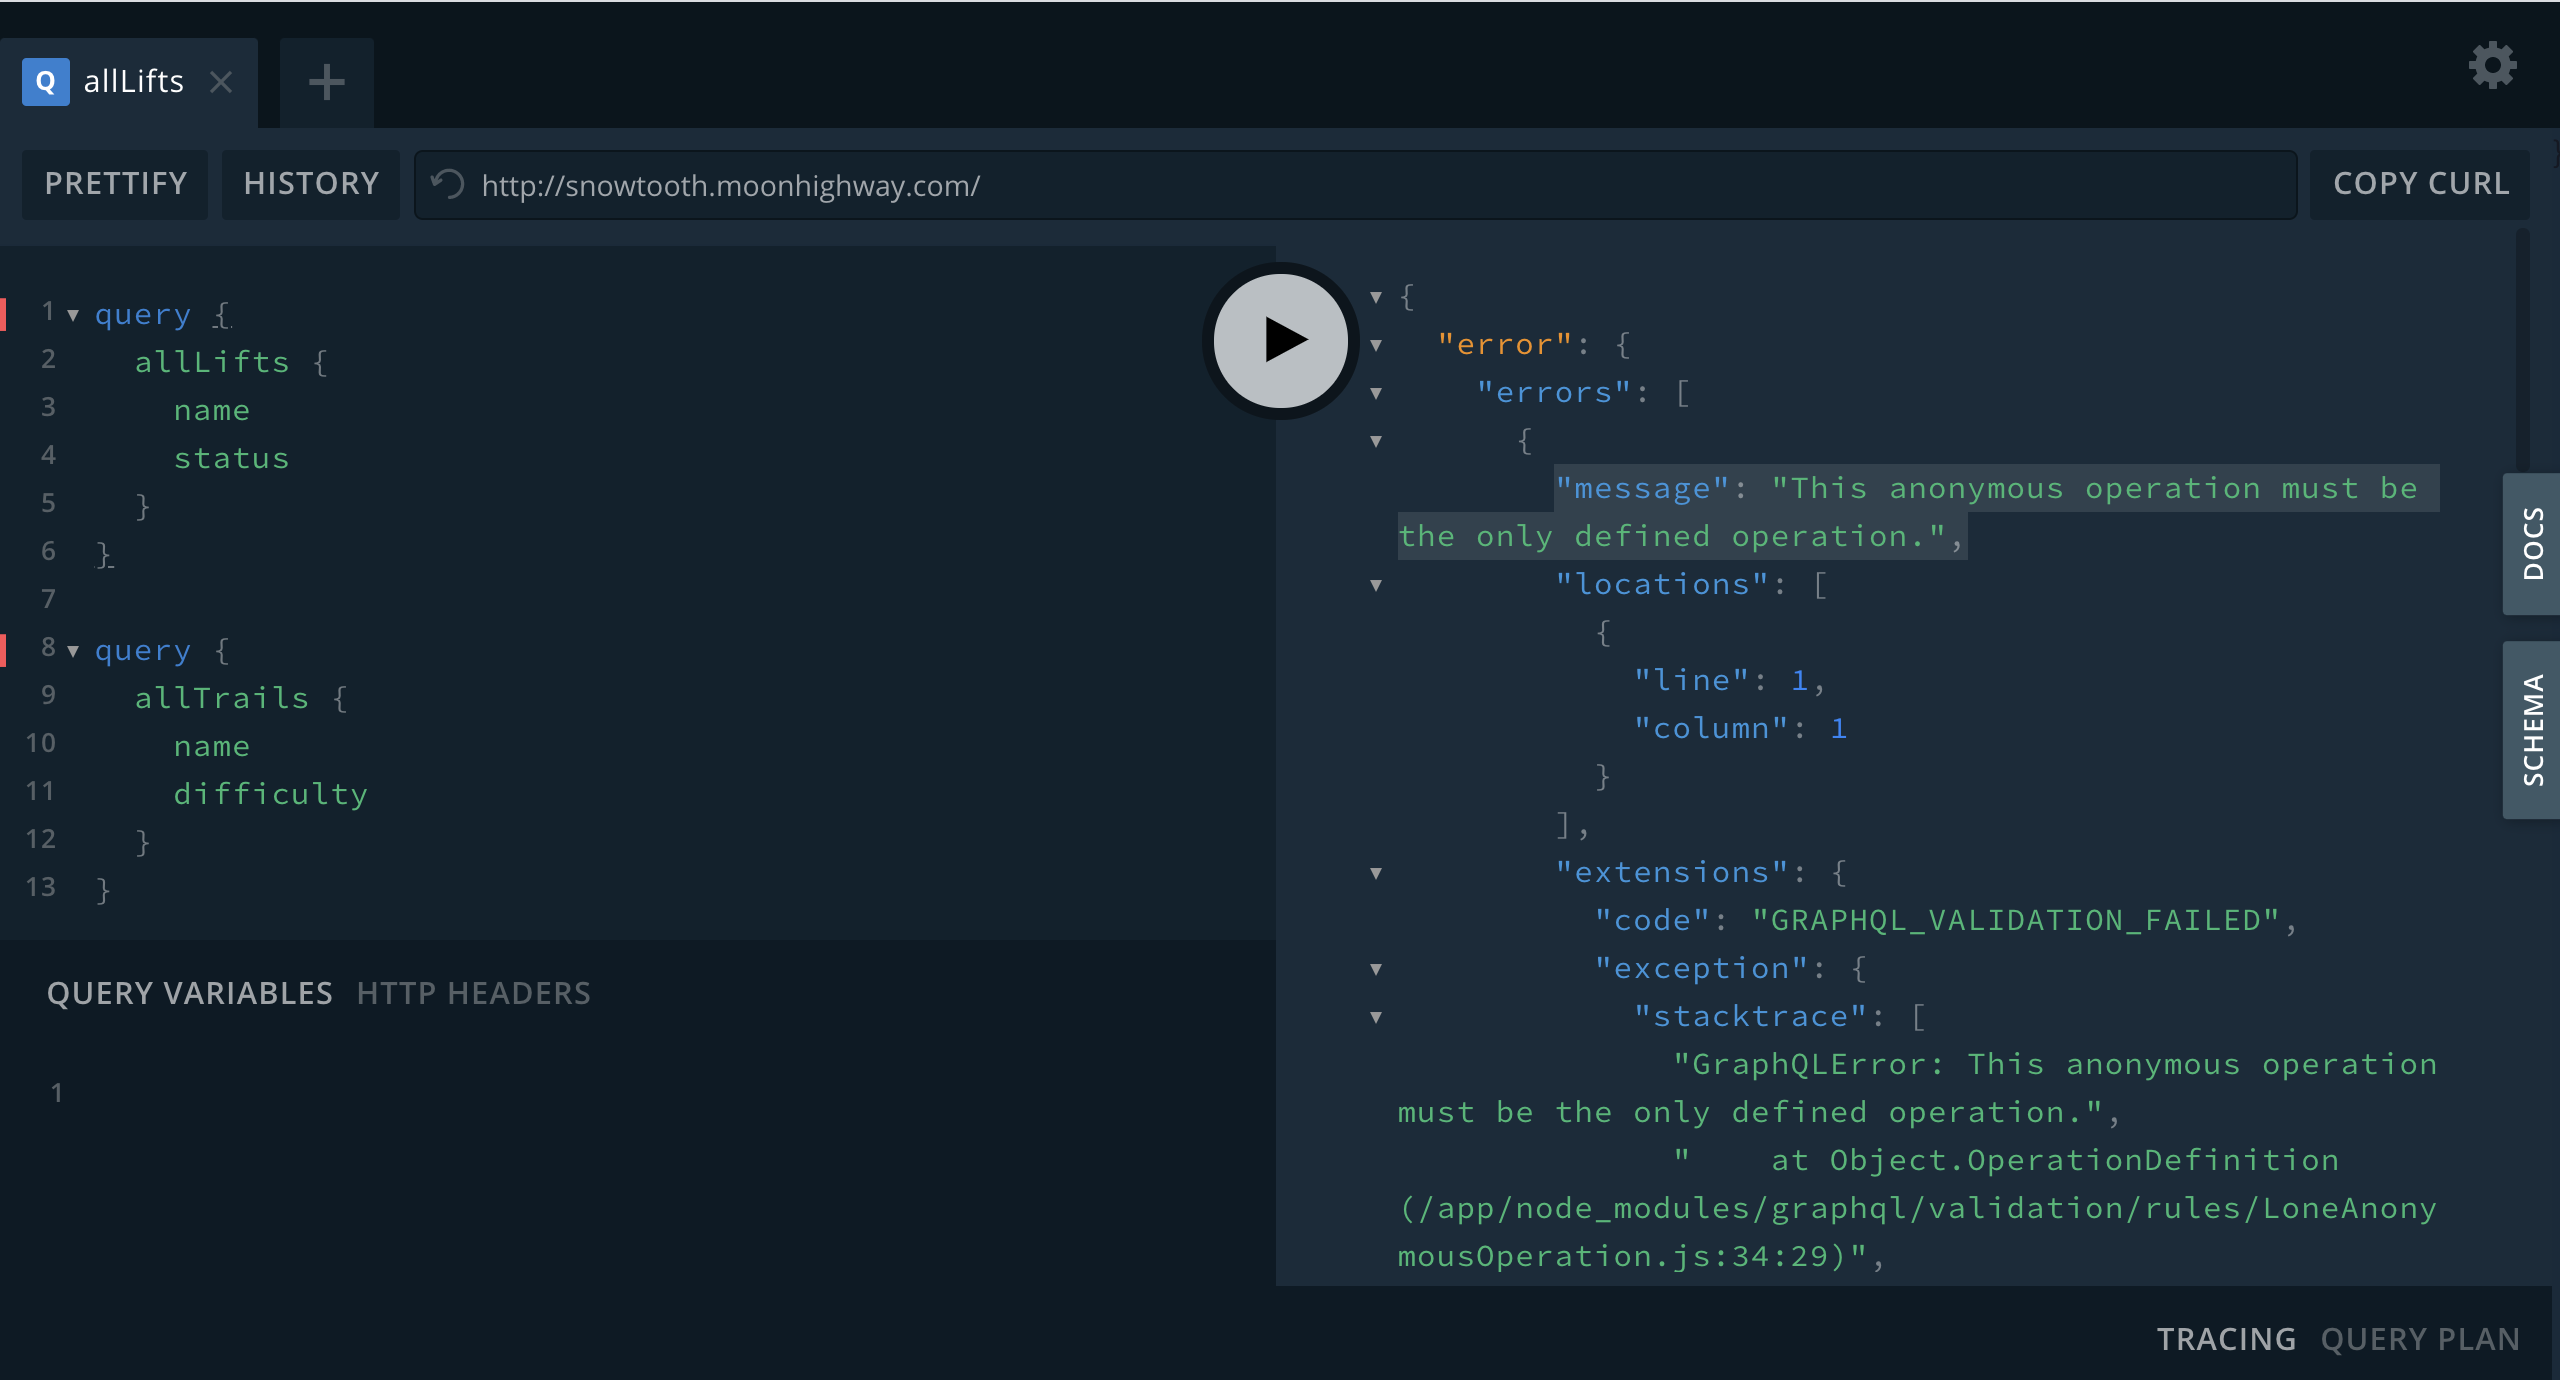 Q allLifts
PRETTIFY HISTORY http://snowtooth.moonhighway.com/ COPY CURL
1 query {
2 allLifts {
3 name
4 status
5 }
6 }
7
8 query {
9 allTrails {
10 name
11 difficulty
12 }
13 }
QUERY VARIABLES HTTP HEADERS
1
{
"error": {
"errors": [
{
"message": "This anonymous operation must be
the only defined operation.",
"locations": [
{
"line": 1,
"column": 1
}
],
"extensions": {
"code": "GRAPHQL_VALIDATION_FAILED",
"exception": {
"stacktrace": [
"GraphQLError: This anonymous operation
must be the only defined operation.",
"    at Object.OperationDefinition
(/app/node_modules/graphql/validation/rules/LoneAnony
mousOperation.js:34:29)",
DOCS
SCHEMA
TRACING QUERY PLAN